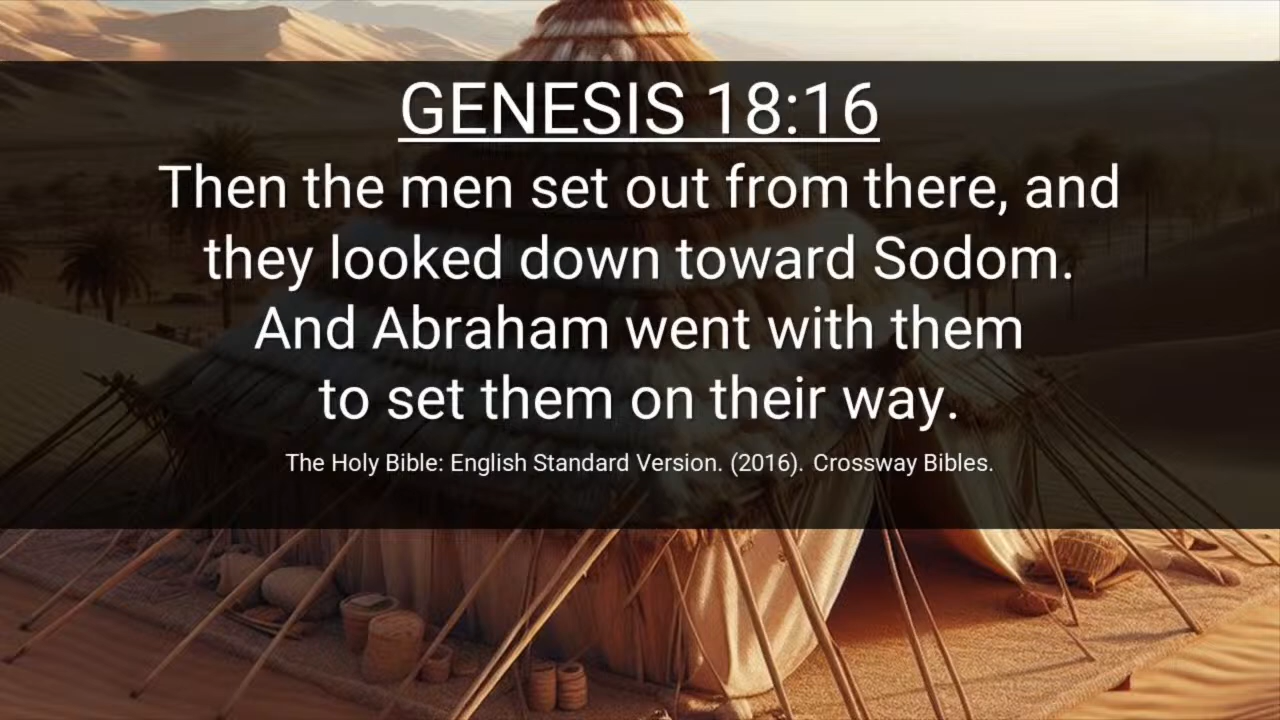 GENESIS 18:16
Then the men set out from there, and
they looked down toward Sodom.
And Abraham went with them
to set them on their way.
The Holy Bible: English Standard Version. (2016). Crossway Bibles.